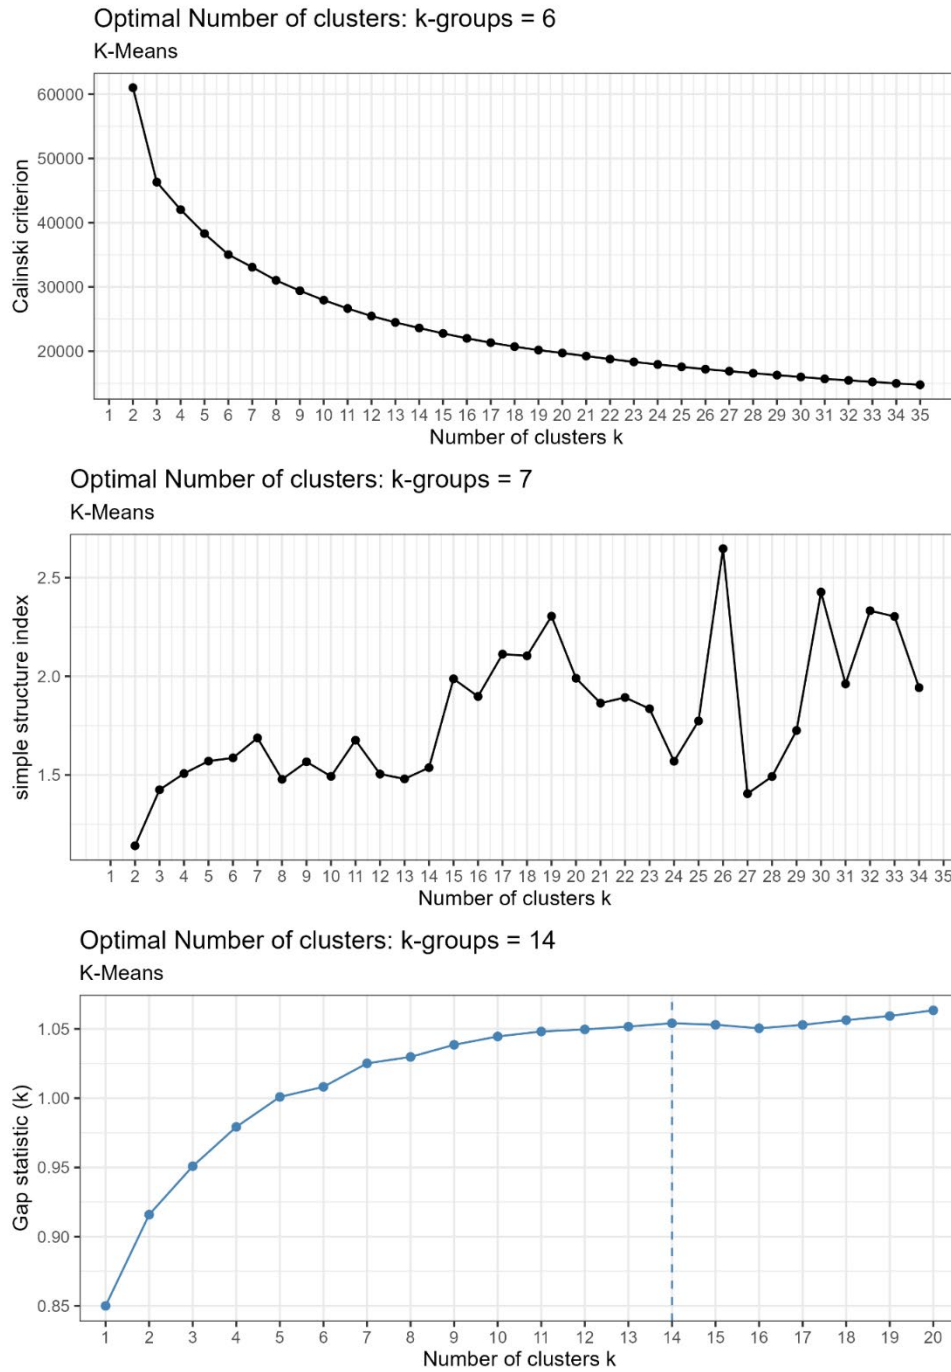 Optimal Number of clusters: k-groups = 6
K-Means
60000
50000
40000
30000
20000
Calinski criterion
1 2 3 4 5 6 7 8 9 10 11 12 13 14 15 16 17 18 19 20 21 22 23 24 25 26 27 28 29 30 31 32 33 34 35
Number of clusters k
Optimal Number of clusters: k-groups = 7
K-Means
2.5
2.0
1.5
simple structure index
1 2 3 4 5 6 7 8 9 10 11 12 13 14 15 16 17 18 19 20 21 22 23 24 25 26 27 28 29 30 31 32 33 34 35
Number of clusters k
Optimal Number of clusters: k-groups = 14
K-Means
1.05
1.00
0.95
0.90
0.85
Gap statistic (k)
1 2 3 4 5 6 7 8 9 10 11 12 13 14 15 16 17 18 19 20
Number of clusters k